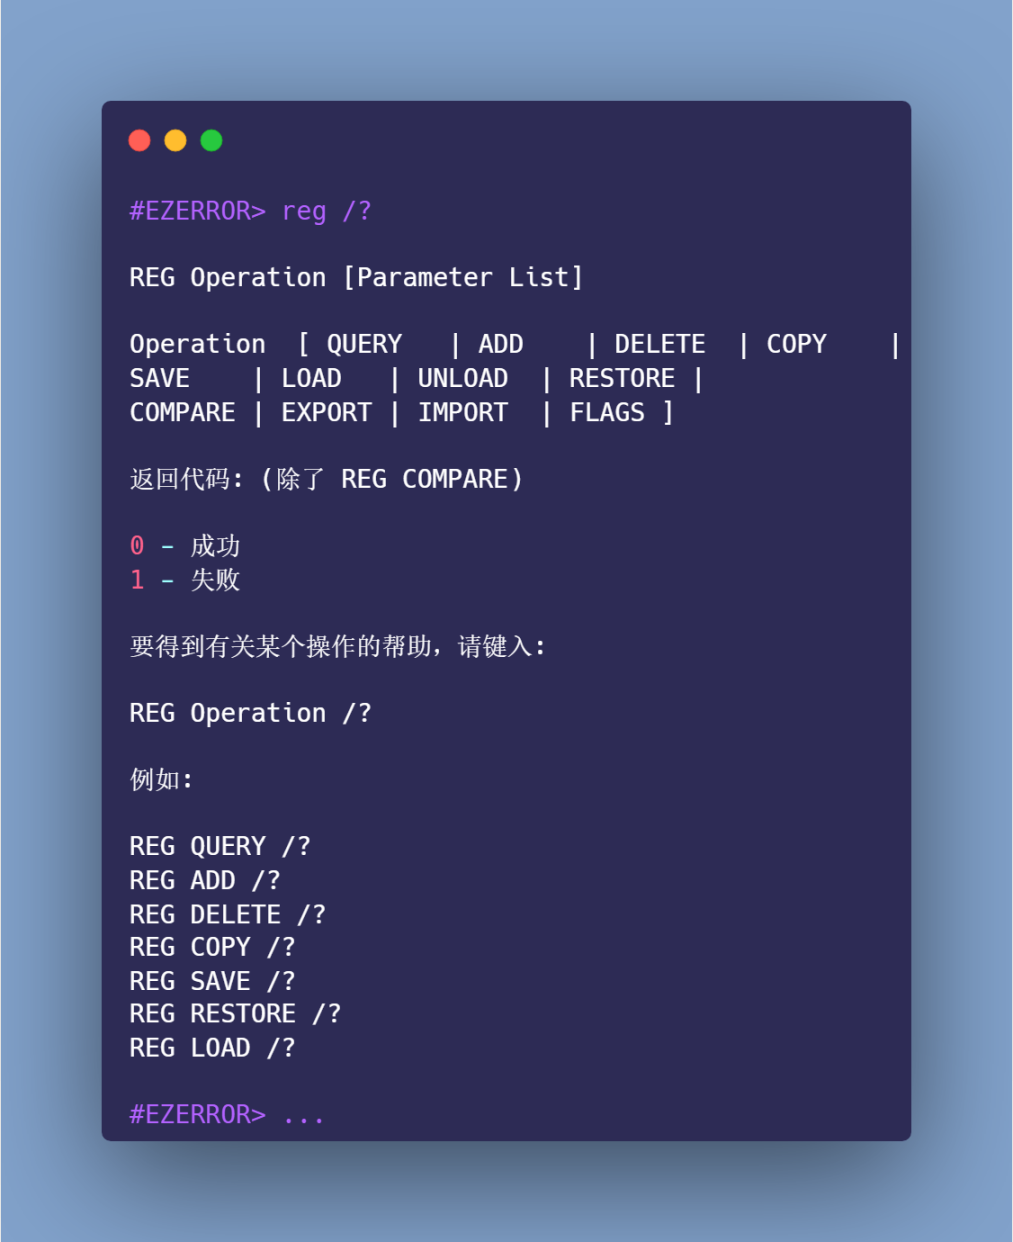 #EZERROR> reg /?
REG Operation [Parameter List]
Operation  [ QUERY   | ADD    | DELETE  | COPY    |
SAVE    | LOAD   | UNLOAD  | RESTORE |
COMPARE | EXPORT | IMPORT  | FLAGS ]
返回代码: (除了 REG COMPARE)
0 - 成功
1 - 失败
要得到有关某个操作的帮助，请键入:
REG Operation /?
例如:
REG QUERY /?
REG ADD /?
REG DELETE /?
REG COPY /?
REG SAVE /?
REG RESTORE /?
REG LOAD /?
#EZERROR> ...